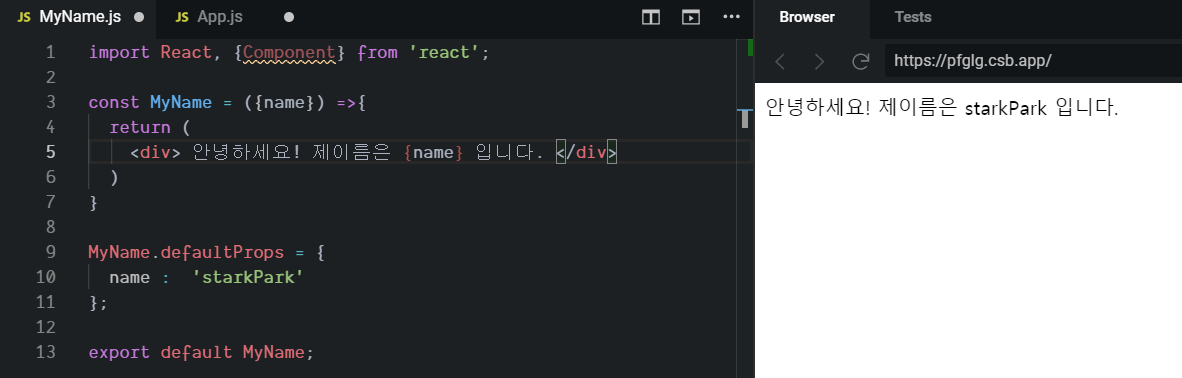 JS MyName.js JS App.js
Browser Tests
https://pfglg.csb.app/
1 import React, {Component} from 'react';
2
3 const MyName = ({name}) =>{
4 return (
5 <div> 안녕하세요! 제이름은 {name} 입니다. </div>
6 )
7 }
8
9 MyName.defaultProps = {
10 name : 'starkPark'
11 };
12
13 export default MyName;
안녕하세요! 제이름은 starkPark 입니다.